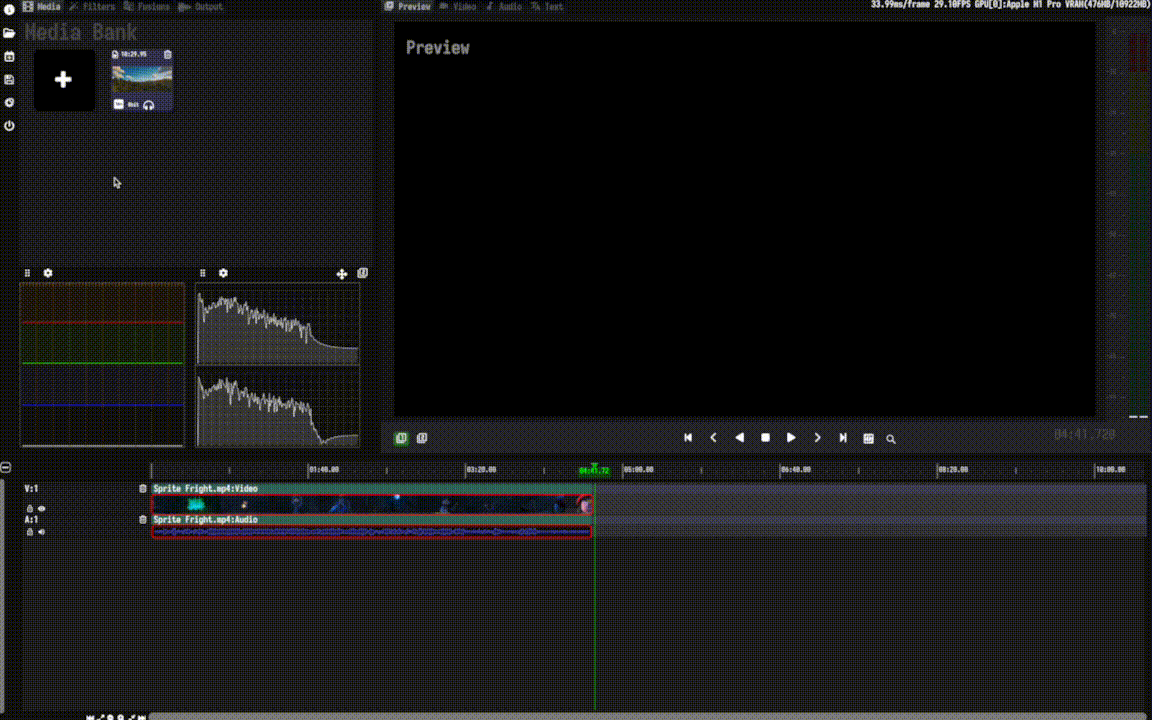 Media Filters Fusions Output
Preview Video Audio Text
33.99ms/frame 29.10FPS GPU[0]:Apple M1 Pro VRAM(476MB/10922MB)
Media Bank
Preview
04:41.720
01:40.00 03:20.00 04:41.72 05:00.00 06:40.00 08:20.00 10:00.00
V:1
Sprite Fright.mp4:Video
A:1
Sprite Fright.mp4:Audio